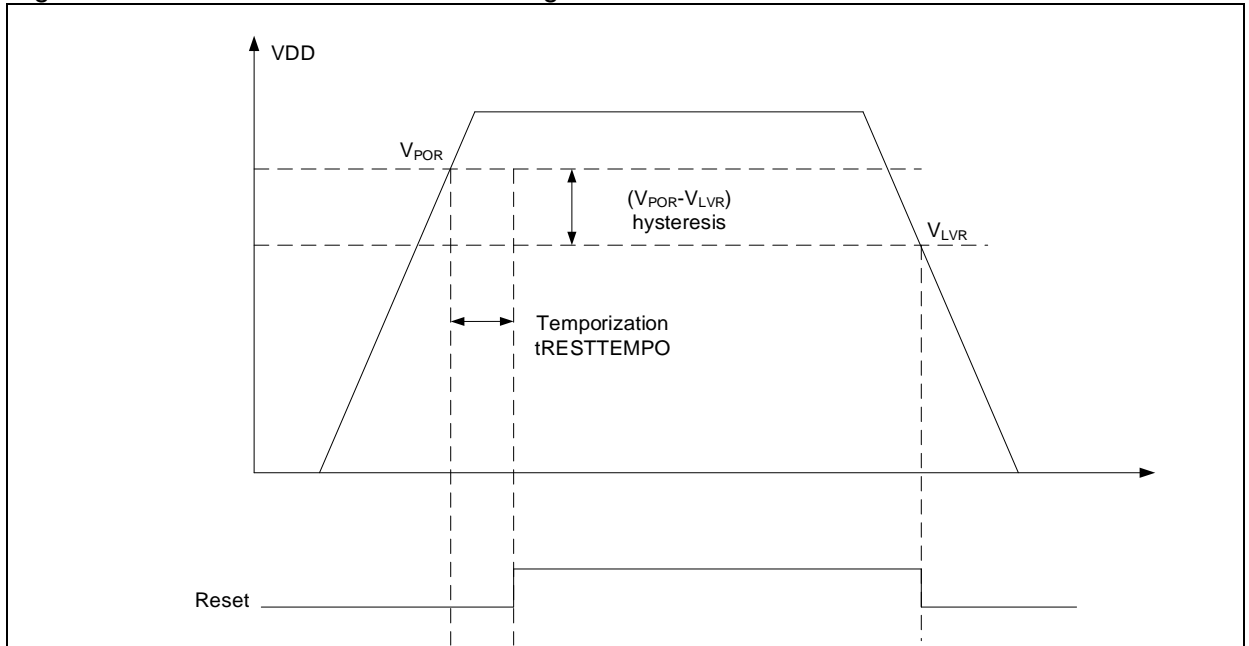 VDD
VPOR
(VPOR-VLVR)
hysteresis
VLVR
Temporization
tRESTTEMPO
Reset